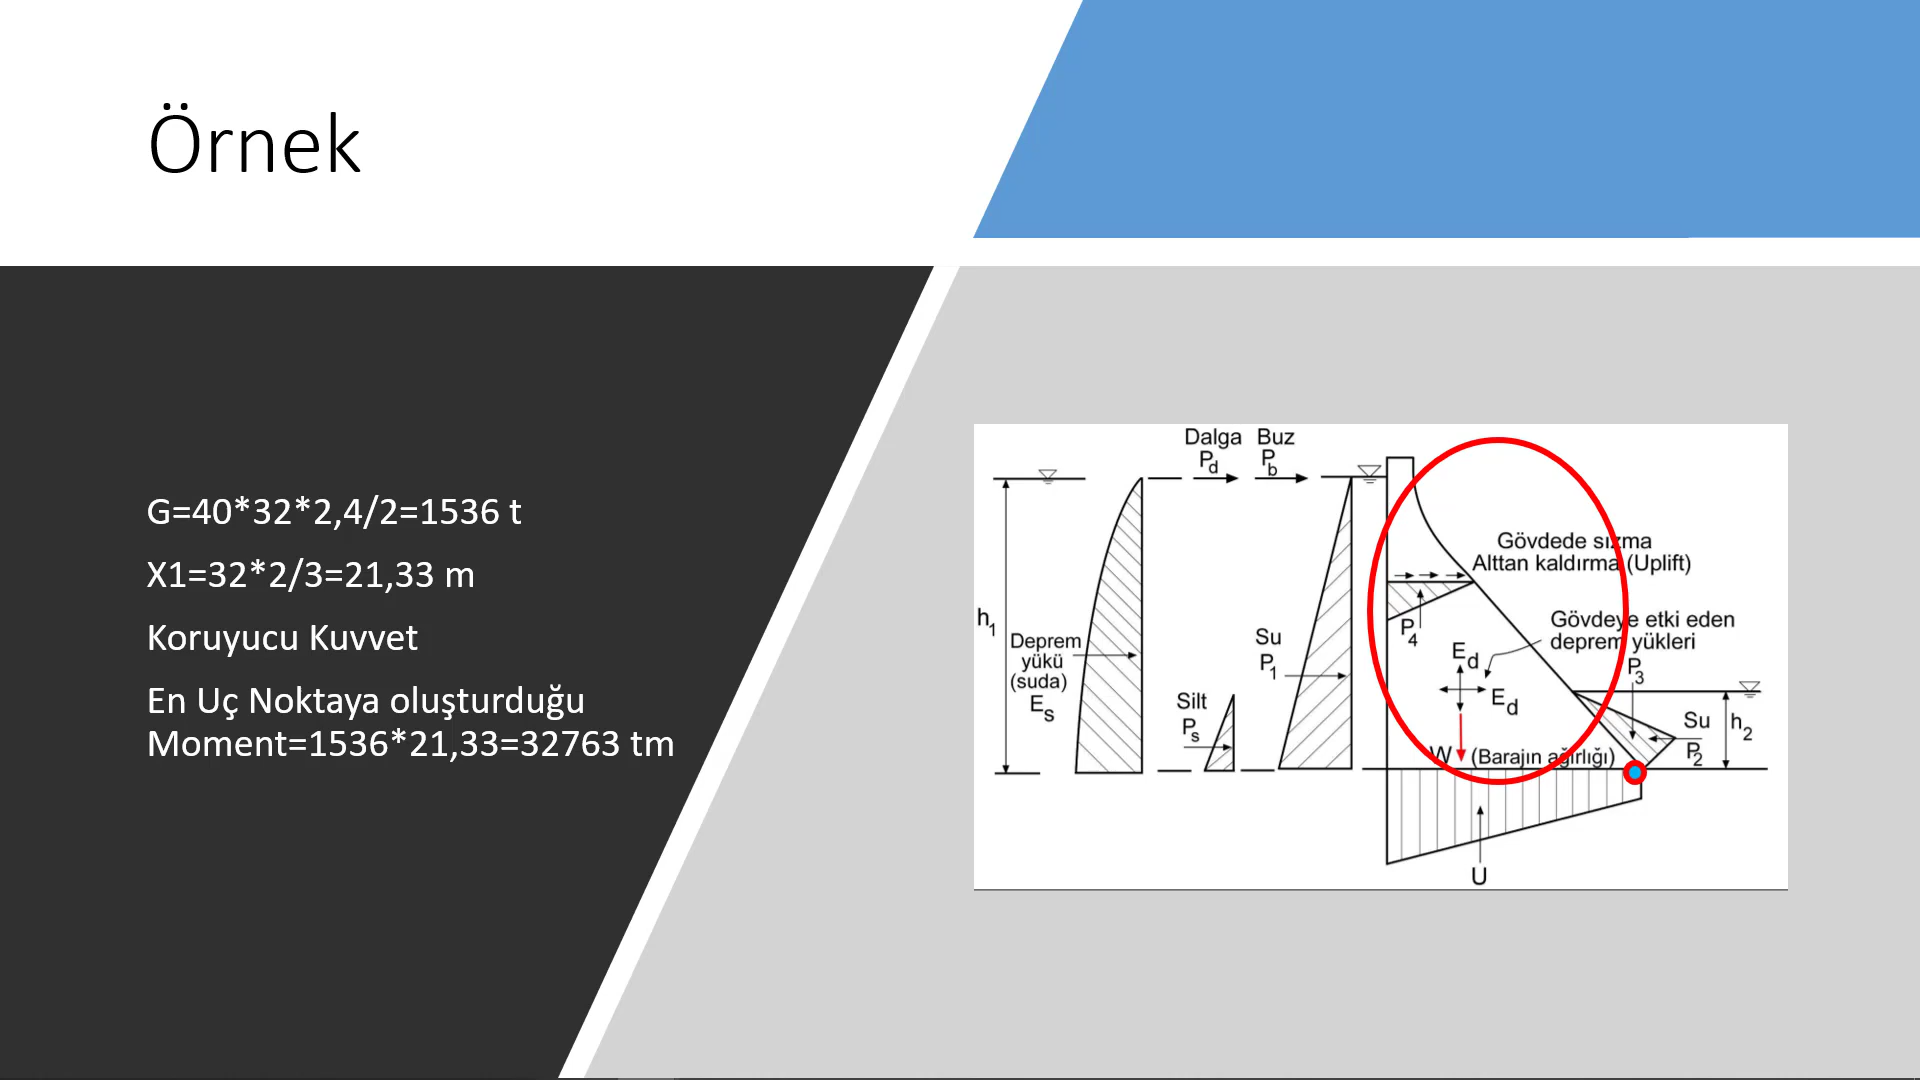 Örnek
G=40*32*2,4/2=1536 t
X1=32*2/3=21,33 m
Koruyucu Kuvvet
En Uç Noktaya oluşturduğu
Moment=1536*21,33=32763 tm
Dalga
Pd
Buz
Pb
h1
Deprem
yükü
(suda)
Es
Silt
Ps
Su
P1
Gövdede sızma
Alttan kaldırma (Uplift)
P4
Gövdeye etki eden
deprem yükleri
Ed
Ed
P3
Su
P2
h2
W (Barajın ağırlığı)
U